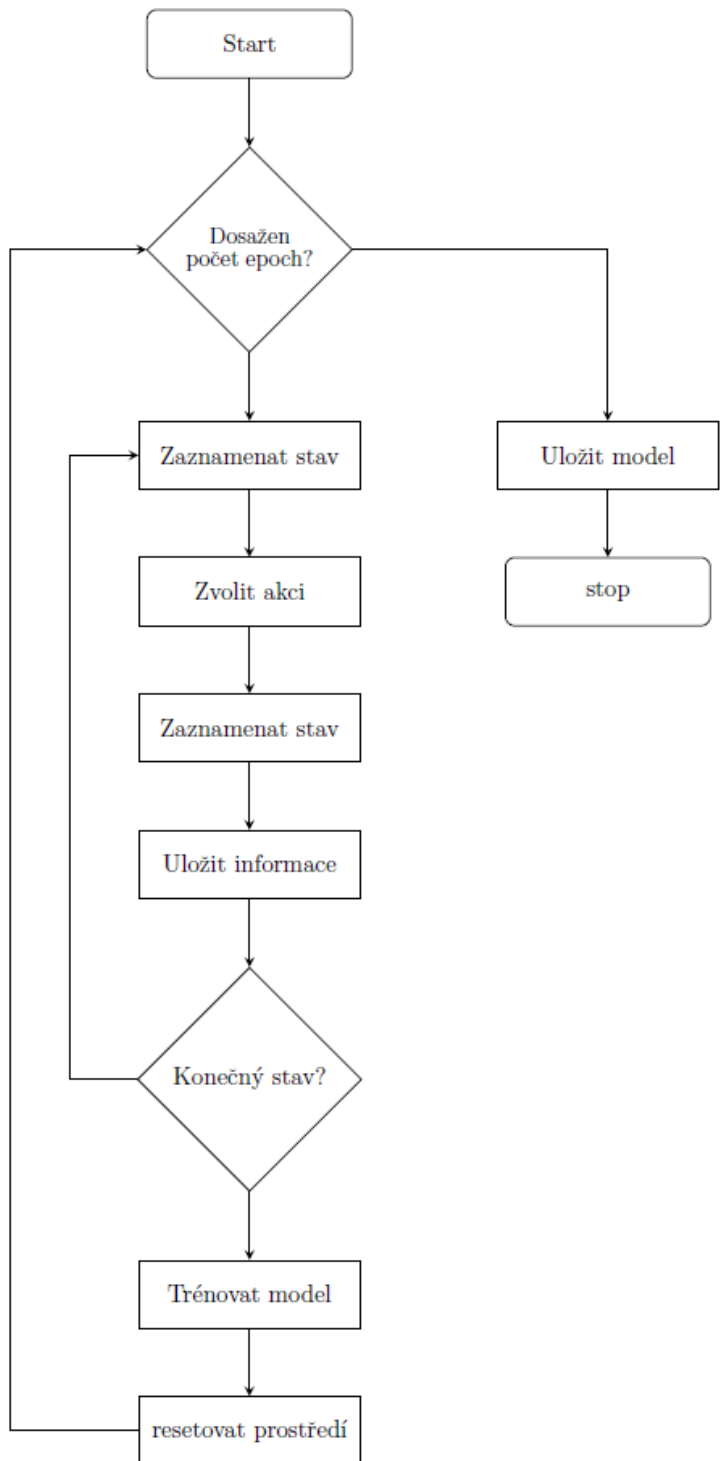 Start
Dosažen
počet epoch?
Zaznamenat stav
Uložit model
Zvolit akci
stop
Zaznamenat stav
Uložit informace
Konečný stav?
Trénovat model
resetovat prostředí